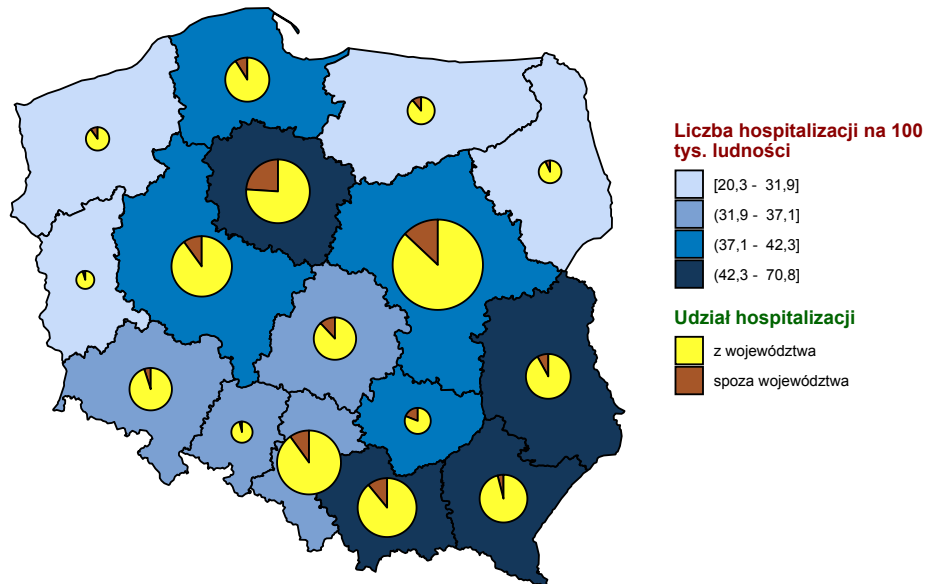 Liczba hospitalizacji na 100
tys. ludności
[20,3 - 31,9]
(31,9 - 37,1]
(37,1 - 42,3]
(42,3 - 70,8]
Udział hospitalizacji
z województwa
spoza województwa